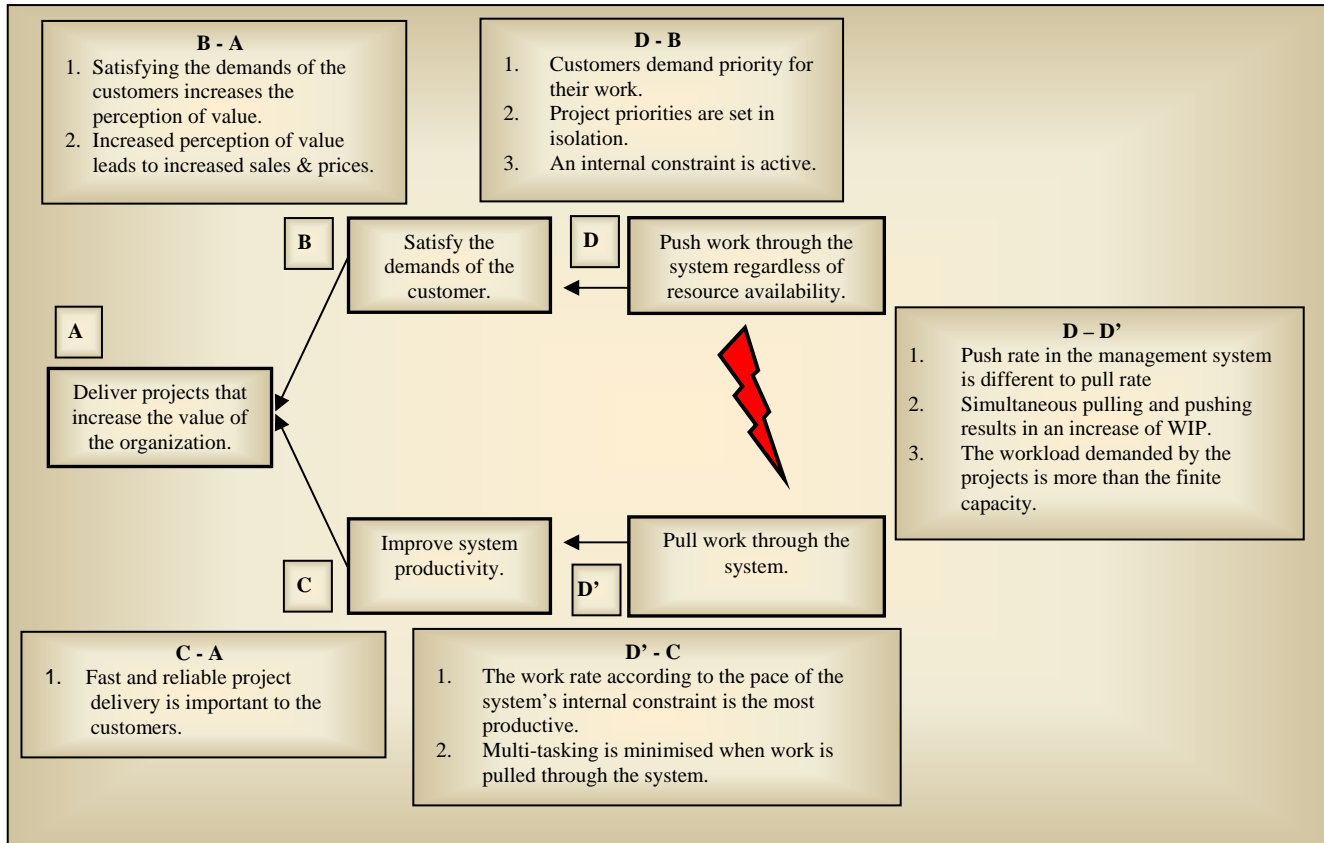 B - A
1. Satisfying the demands of the
customers increases the
perception of value.
2. Increased perception of value
leads to increased sales & prices.
D - B
1. Customers demand priority for
their work.
2. Project priorities are set in
isolation.
3. An internal constraint is active.
B
Satisfy the
demands of the
customer.
D
Push work through the
system regardless of
resource availability.
A
Deliver projects that
increase the value of
the organization.
D – D’
1. Push rate in the management system
is different to pull rate
2. Simultaneous pulling and pushing
results in an increase of WIP.
3. The workload demanded by the
projects is more than the finite
capacity.
C
Improve system
productivity.
D’
Pull work through the
system.
C - A
1. Fast and reliable project
delivery is important to the
customers.
D’ - C
1. The work rate according to the pace of the
system’s internal constraint is the most
productive.
2. Multi-tasking is minimised when work is
pulled through the system.